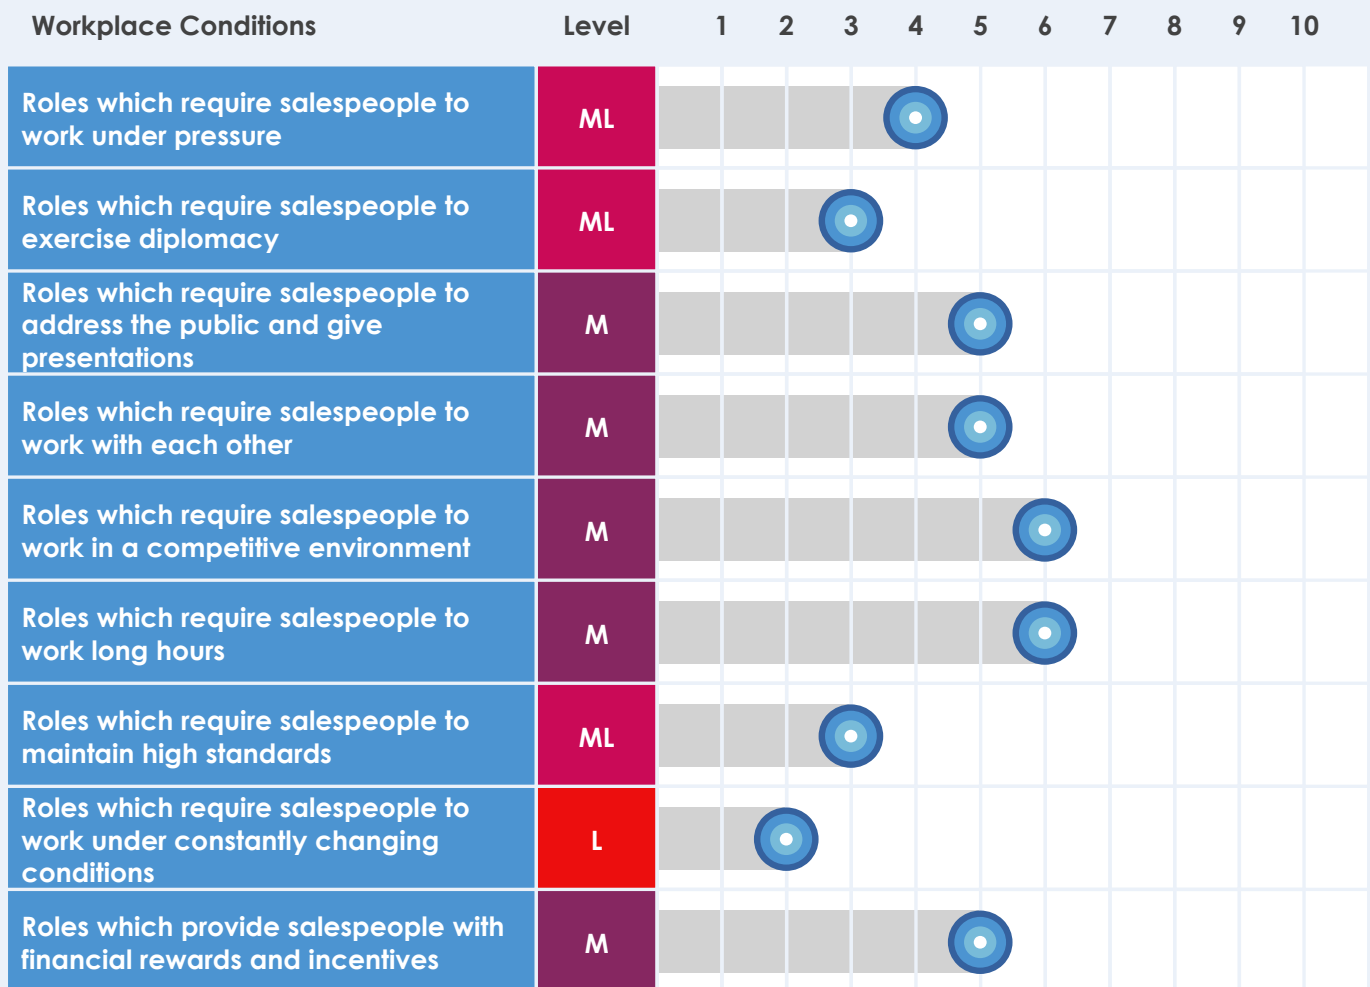 Workplace Conditions Level 1 2 3 4 5 6 7 8 9 10
Roles which require salespeople to
work under pressure
ML
Roles which require salespeople to
exercise diplomacy
ML
Roles which require salespeople to
address the public and give
presentations
M
Roles which require salespeople to
work with each other
M
Roles which require salespeople to
work in a competitive environment
M
Roles which require salespeople to
work long hours
M
Roles which require salespeople to
maintain high standards
ML
Roles which require salespeople to
work under constantly changing
conditions
L
Roles which provide salespeople with
financial rewards and incentives
M